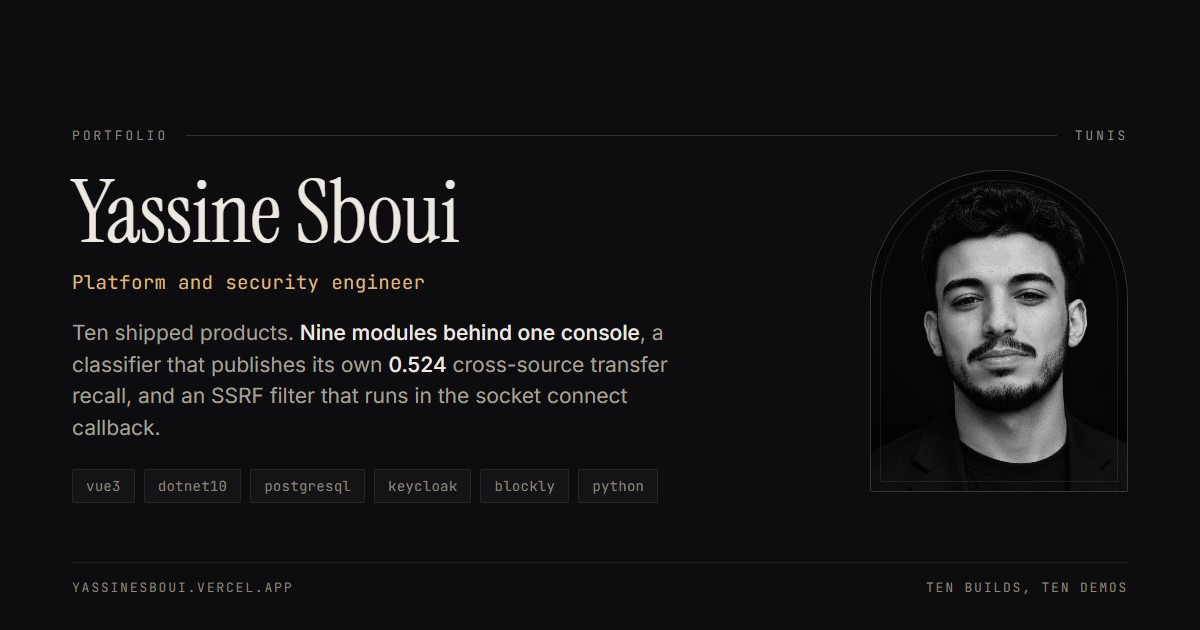 PORTFOLIO
TUNIS
Yassine Sboui
Platform and security engineer
Ten shipped products. Nine modules behind one console, a
classifier that publishes its own 0.524 cross-source transfer
recall, and an SSRF filter that runs in the socket connect
callback.
vue3 dotnet10 postgresql keycloak blockly python
YASSINESBOUI.VERCEL.APP
TEN BUILDS, TEN DEMOS